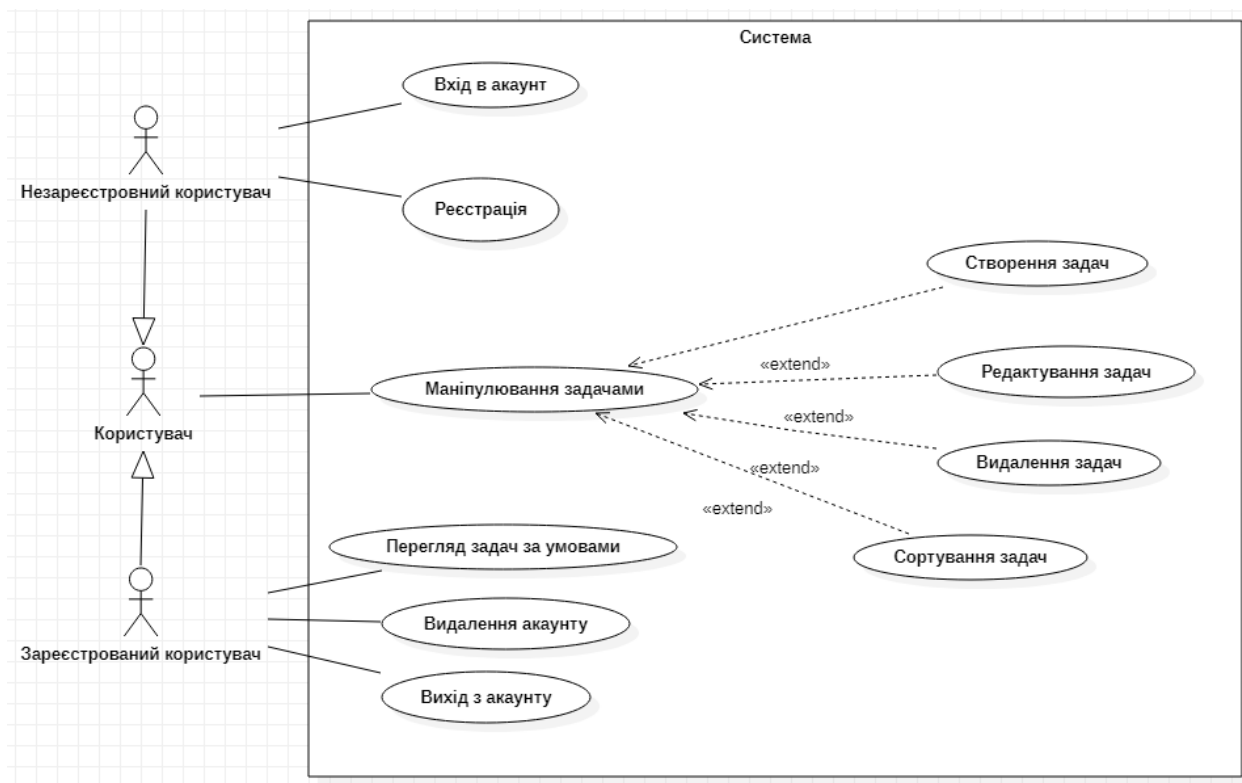 Система
Вхід в акаунт
Незареєстровний користувач
Реєстрація
Створення задач
«extend»
Редактування задач
Маніпулювання задачами
«extend»
Користувач
Видалення задач
«extend»
«extend»
Перегляд задач за умовами
Сортування задач
Видалення акаунту
Зареєстрований користувач
Вихід з акаунту